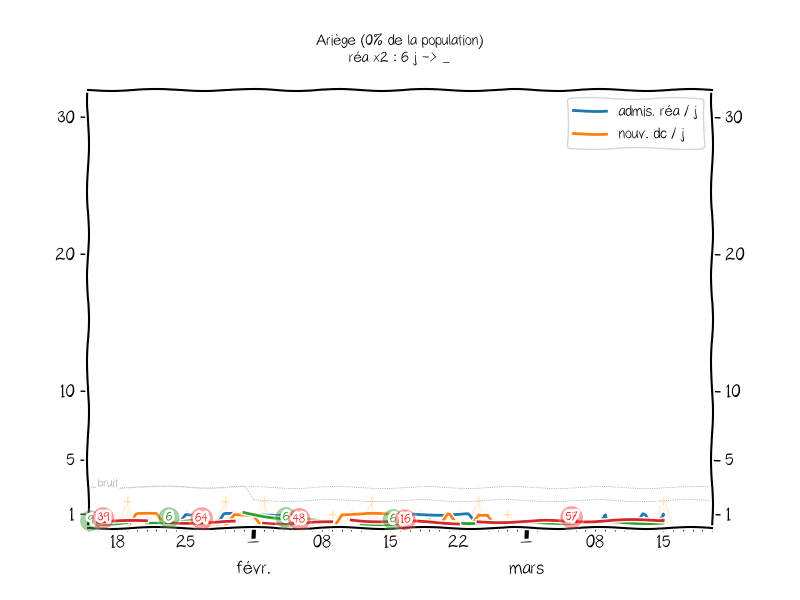 Ariège (0% de la population)
réa x2 : 6 j -> _
admis. réa / j
nouv. dc / j
30 30
20 20
10 10
5 5
bruit
1 1
39 6 64 6 48 6 16 57
18 25 08 15 22 08 15
févr. mars